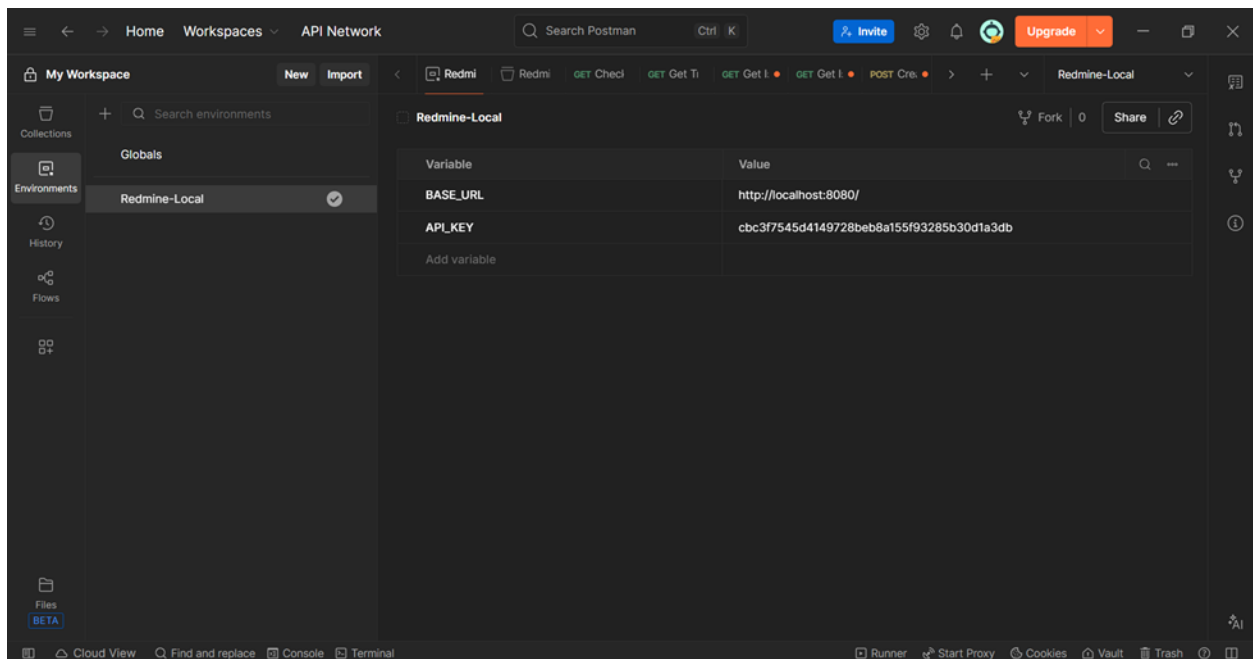 Home Workspaces API Network Search Postman Ctrl K Invite Upgrade
My Workspace New Import Redmi Redmi GET Checl GET Get Ti GET Get l: GET Get l: POST Cre. Redmine-Local
Collections
Search environments
Redmine-Local Fork 0 Share
Globals
Variable Value
Environments
Redmine-Local
BASE_URL http://localhost:8080/
API_KEY cbc3f7545d4149728beb8a155f93285b30d1a3db
History
Add variable
Flows
Files
BETA
AI
Cloud View Find and replace Console Terminal Runner Start Proxy Cookies Vault Trash